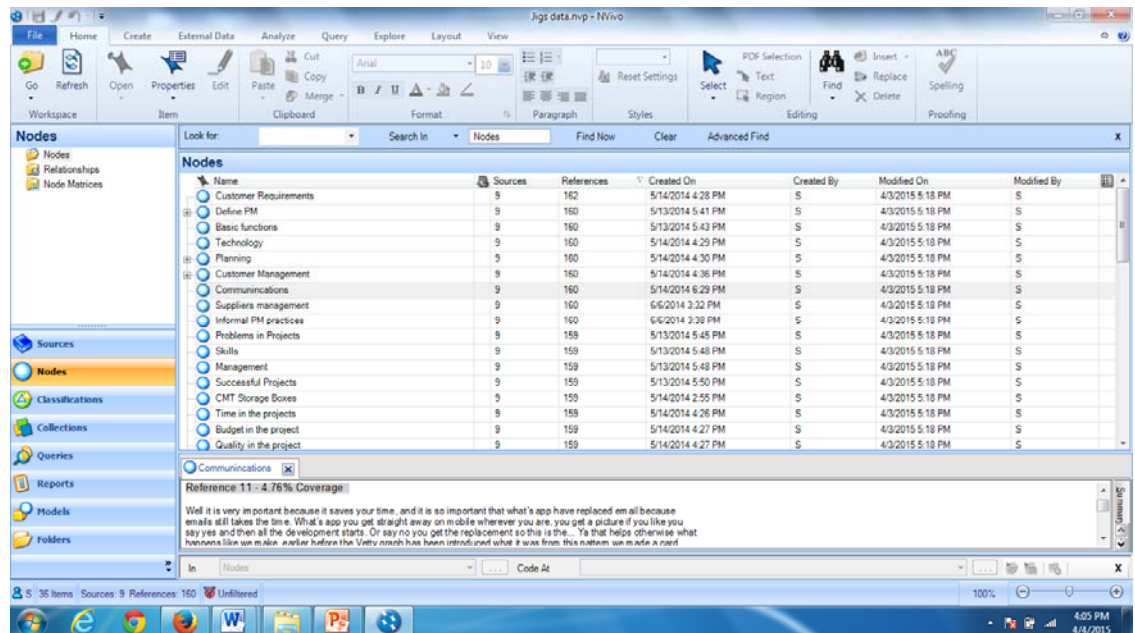 Jigs data.nvp - NVivo
File Home Create External Data Analyze Query Explore Layout View
Go Refresh Open Properties Edit Paste Cut Copy Merge Arial 10 B I U A Reset Settings Select PDF Selection Text Region Find Insert Replace Delete ABC Spelling
Workspace Item Clipboard Format Paragraph Styles Editing Proofing
Nodes
Nodes
Relationships
Node Matrices
Sources
Nodes
Classifications
Collections
Queries
Reports
Models
Folders
Look for: Search In Nodes Find Now Clear Advanced Find x
Nodes
Name Sources References Created On Created By Modified On Modified By
Customer Requirements 9 162 5/14/2014 4:28 PM S 4/3/2015 5:18 PM S
Define PM 9 160 5/13/2014 5:41 PM S 4/3/2015 5:18 PM S
Basic functions 9 160 5/13/2014 5:43 PM S 4/3/2015 5:18 PM S
Technology 9 160 5/14/2014 4:29 PM S 4/3/2015 5:18 PM S
Planning 9 160 5/14/2014 4:30 PM S 4/3/2015 5:18 PM S
Customer Management 9 160 5/14/2014 4:36 PM S 4/3/2015 5:18 PM S
Communincations 9 160 5/14/2014 6:29 PM S 4/3/2015 5:18 PM S
Suppliers management 9 160 6/6/2014 3:32 PM S 4/3/2015 5:18 PM S
Informal PM practices 9 160 6/6/2014 3:38 PM S 4/3/2015 5:18 PM S
Problems in Projects 9 159 5/13/2014 5:45 PM S 4/3/2015 5:18 PM S
Skills 9 159 5/13/2014 5:48 PM S 4/3/2015 5:18 PM S
Management 9 159 5/13/2014 5:48 PM S 4/3/2015 5:18 PM S
Successful Projects 9 159 5/13/2014 5:50 PM S 4/3/2015 5:18 PM S
CMT Storage Boxes 9 159 5/14/2014 2:55 PM S 4/3/2015 5:18 PM S
Time in the projects 9 159 5/14/2014 4:26 PM S 4/3/2015 5:18 PM S
Budget in the project 9 159 5/14/2014 4:27 PM S 4/3/2015 5:18 PM S
Quality in the project 9 159 5/14/2014 4:27 PM S 4/3/2015 5:18 PM S
Communincations
Reference 11 - 4.76% Coverage
Well it is very important because it saves your time, and it is so important that what's app have replaced email because
emails still takes the time. What's app you get straight away on mobile wherever you are, you get a picture if you like you
say yes and then all the development starts. Or say no you get the replacement so this is the... Ya that helps otherwise what
happens like we make, earlier before the Vetty graph has been introduced what it was from this pattern we made a card
Summary
In Nodes ... Code At ... x
S 36 Items Sources: 9 References: 160 Unfiltered 100%
4:05 PM
4/4/2015